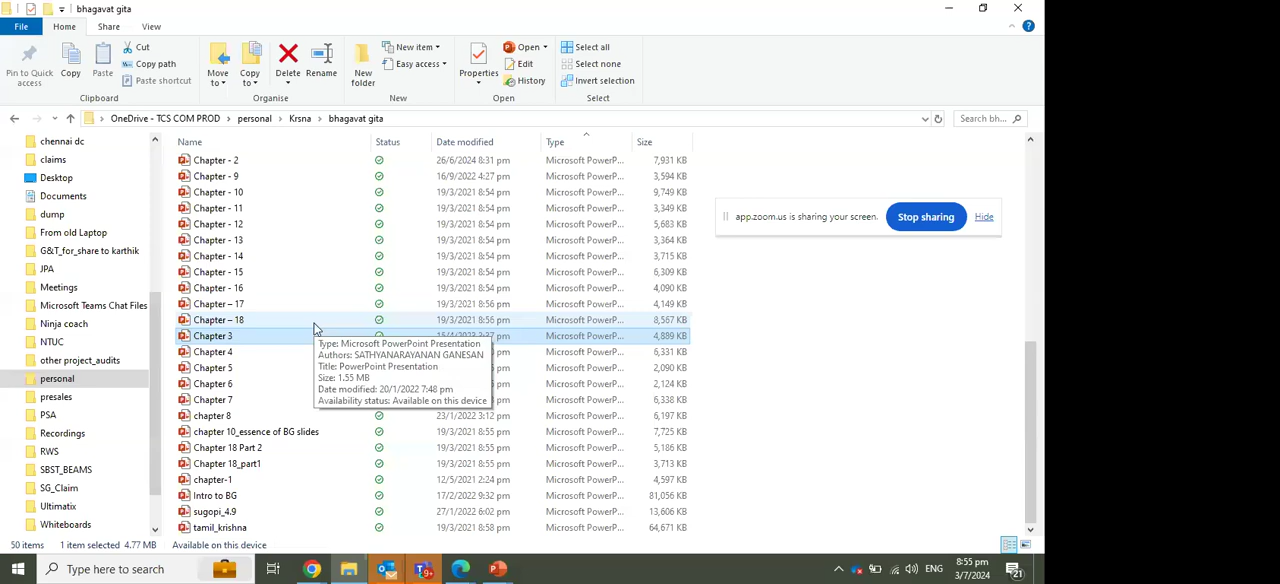 bhagavat gita
File Home Share View
Pin to Quick access
Copy
Paste
Cut
Copy path
Paste shortcut
Clipboard
Move to
Copy to
Delete
Rename
Organise
New folder
New item
Easy access
New
Properties
Open
Edit
History
Open
Select all
Select none
Invert selection
Select
OneDrive - TCS COM PROD > personal > Krsna > bhagavat gita
Search bh...
chennai dc
claims
Desktop
Documents
dump
From old Laptop
G&T_for_share to karthik
JPA
Meetings
Microsoft Teams Chat Files
Ninja coach
NTUC
other project_audits
personal
presales
PSA
Recordings
RWS
SBST_BEAMS
SG_Claim
Ultimatix
Whiteboards
Name Status Date modified Type Size
Chapter - 2 26/6/2024 8:31 pm Microsoft PowerP... 7,931 KB
Chapter - 9 16/9/2022 4:27 pm Microsoft PowerP... 3,594 KB
Chapter - 10 19/3/2021 8:54 pm Microsoft PowerP... 9,749 KB
Chapter - 11 19/3/2021 8:54 pm Microsoft PowerP... 3,349 KB
Chapter - 12 19/3/2021 8:54 pm Microsoft PowerP... 5,683 KB
Chapter - 13 19/3/2021 8:54 pm Microsoft PowerP... 3,364 KB
Chapter - 14 19/3/2021 8:54 pm Microsoft PowerP... 3,715 KB
Chapter - 15 19/3/2021 8:54 pm Microsoft PowerP... 6,309 KB
Chapter - 16 19/3/2021 8:54 pm Microsoft PowerP... 4,090 KB
Chapter – 17 19/3/2021 8:56 pm Microsoft PowerP... 4,149 KB
Chapter – 18 19/3/2021 8:56 pm Microsoft PowerP... 8,567 KB
Chapter 3 Microsoft PowerP... 4,889 KB
Chapter 4 Microsoft PowerP... 6,331 KB
Chapter 5 Microsoft PowerP... 2,090 KB
Chapter 6 Microsoft PowerP... 2,124 KB
Chapter 7 Microsoft PowerP... 6,338 KB
chapter 8 23/1/2022 3:12 pm Microsoft PowerP... 6,197 KB
chapter 10_essence of BG slides 19/3/2021 8:55 pm Microsoft PowerP... 7,725 KB
Chapter 18 Part 2 19/3/2021 8:55 pm Microsoft PowerP... 5,186 KB
Chapter 18_part1 19/3/2021 8:55 pm Microsoft PowerP... 3,713 KB
chapter-1 12/5/2021 2:24 pm Microsoft PowerP... 4,597 KB
Intro to BG 17/2/2022 9:32 pm Microsoft PowerP... 81,056 KB
sugopi_4.9 27/1/2022 6:02 pm Microsoft PowerP... 13,606 KB
tamil_krishna 19/3/2021 8:58 pm Microsoft PowerP... 64,671 KB
Type: Microsoft PowerPoint Presentation
Authors: SATHYANARAYANAN GANESAN
Title: PowerPoint Presentation
Size: 1.55 MB
Date modified: 20/1/2022 7:48 pm
Availability status: Available on this device
app.zoom.us is sharing your screen. Stop sharing Hide
50 items 1 item selected 4.77 MB Available on this device
Type here to search
ENG
8:55 pm
3/7/2024
21